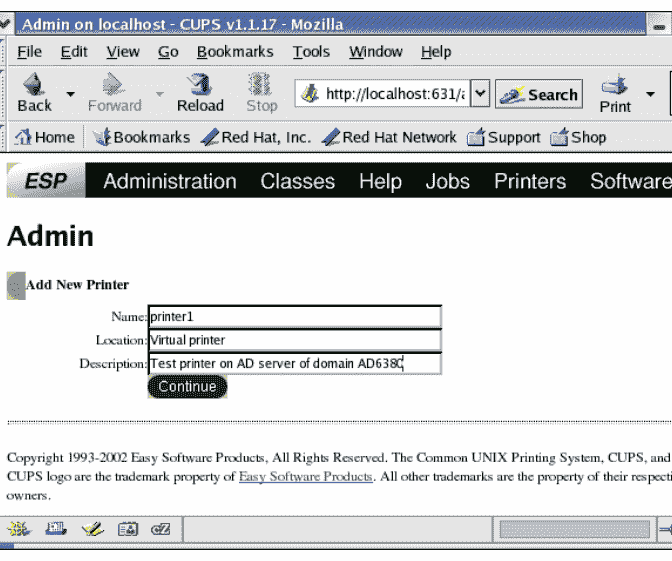 Admin on localhost - CUPS v1.1.17 - Mozilla
File Edit View Go Bookmarks Tools Window Help
Back Forward Reload Stop http://localhost:631/a Search Print
Home Bookmarks Red Hat, Inc. Red Hat Network Support Shop
ESP Administration Classes Help Jobs Printers Software
Admin
Add New Printer
Name: printer1
Location: Virtual printer
Description: Test printer on AD server of domain AD638C
Continue
Copyright 1993-2002 Easy Software Products, All Rights Reserved. The Common UNIX Printing System, CUPS, and
CUPS logo are the trademark property of Easy Software Products. All other trademarks are the property of their respecti
owners.